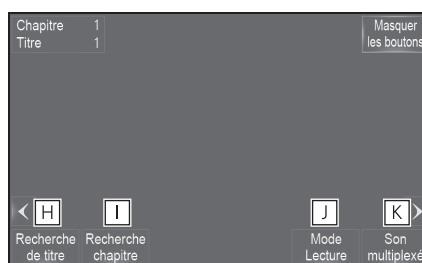 Chapitre 1
Titre 1
Masquer
les boutons
H I J K
Recherche
de titre
Recherche
chapitre
Mode
Lecture
Son
multiplexé